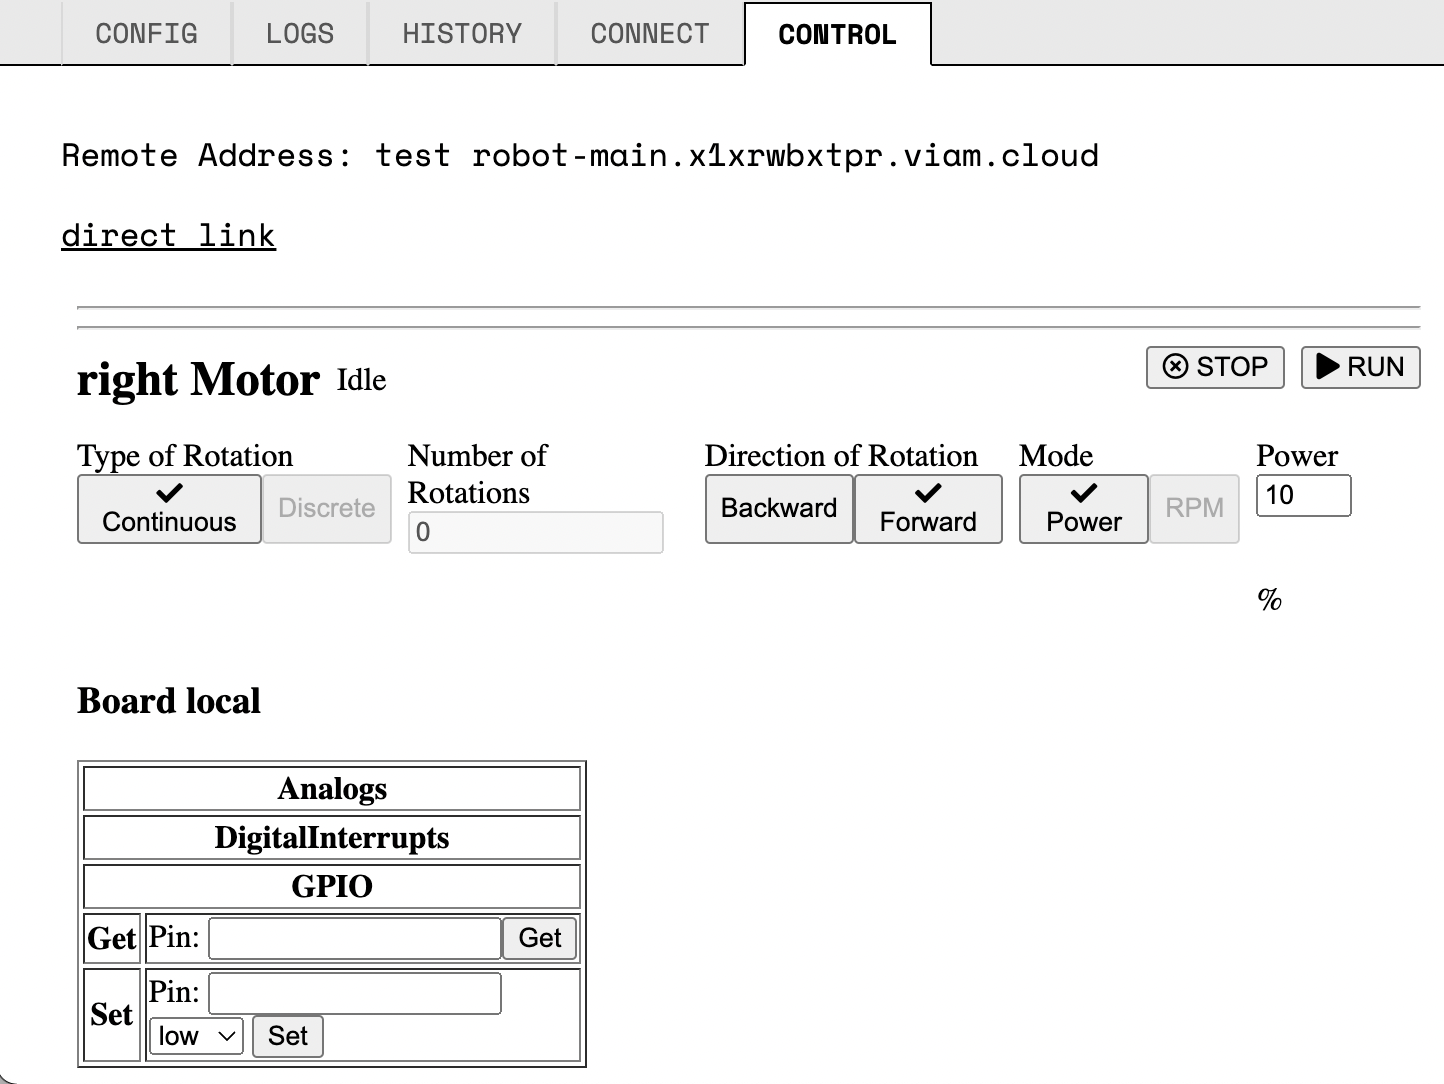 CONFIG LOGS HISTORY CONNECT CONTROL
Remote Address: test robot-main.x1xrwbxtpr.viam.cloud
direct link
right Motor Idle STOP RUN
Type of Rotation
Continuous Discrete
Number of
Rotations
0
Direction of Rotation
Backward Forward
Mode
Power RPM
Power
10
%
Board local
Analogs
DigitalInterrupts
GPIO
Get Pin: Get
Set Pin:
low Set